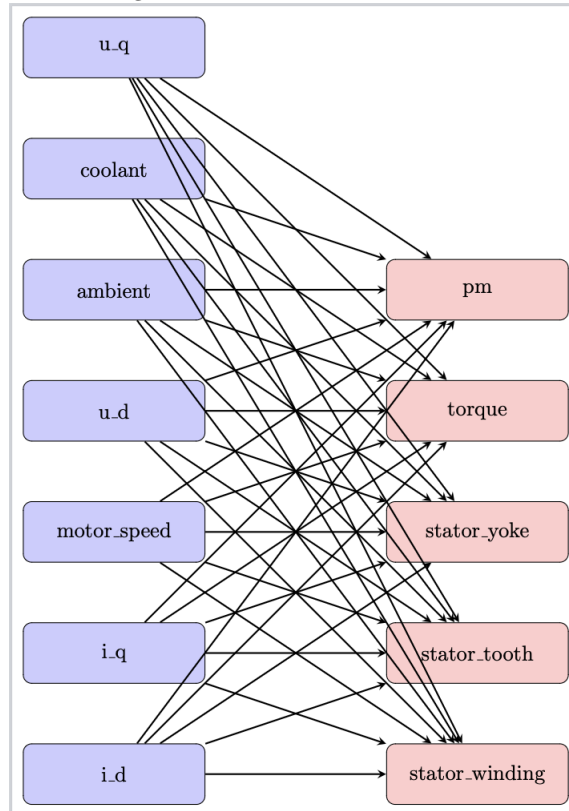 u_q
coolant
ambient
pm
u_d
torque
motor_speed
stator_yoke
i_q
stator_tooth
i_d
stator_winding